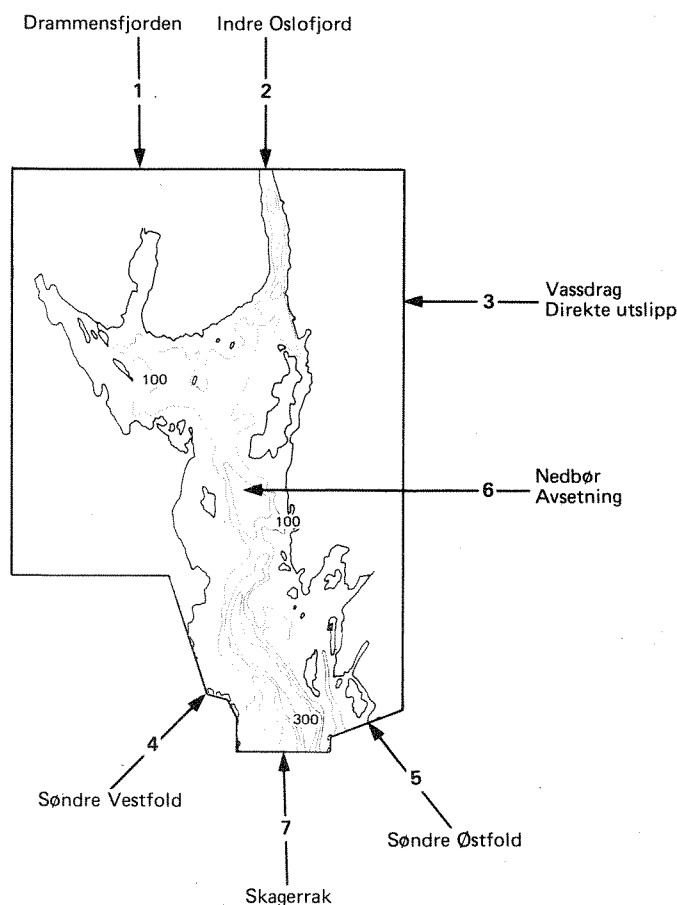 Drammensfjorden
Indre Oslofjord
1
2
3
Vassdrag
Direkte utslipp
100
6
Nedbør
Avsetning
100
300
4
Søndre Vestfold
5
Søndre Østfold
7
Skagerrak